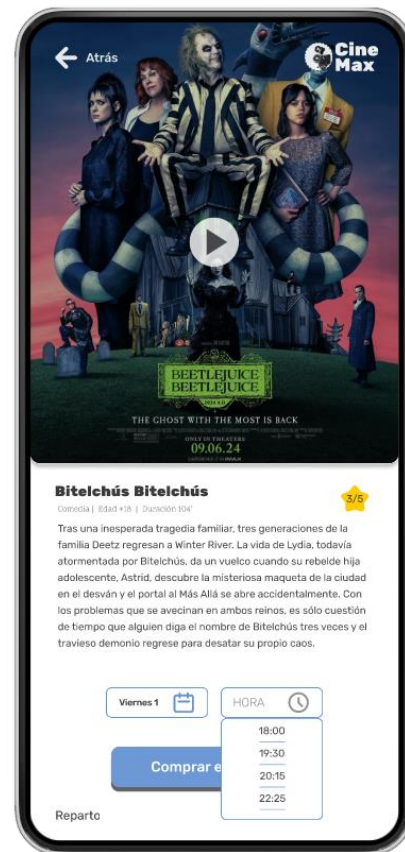 Atrás
Cine
Max
BEETLEJUICE
BEETLEJUICE
THE GHOST WITH THE MOST IS BACK
ONLY IN THEATERS
09.06.24
Bitelchús Bitelchús
3/5
Comedia | Edad +18 | Duración 104'
Tras una inesperada tragedia familiar, tres generaciones de la
familia Deetz regresan a Winter River. La vida de Lydia, todavía
atormentada por Bitelchús, da un vuelco cuando su rebelde hija
adolescente, Astrid, descubre la misteriosa maqueta de la ciudad
en el desván y el portal al Más Allá se abre accidentalmente. Con
los problemas que se avecinan en ambos reinos, es sólo cuestión
de tiempo que alguien diga el nombre de Bitelchús tres veces y el
travieso demonio regrese para desatar su propio caos.
Viernes 1
HORA
18:00
19:30
20:15
22:25
Comprar e
Reparto